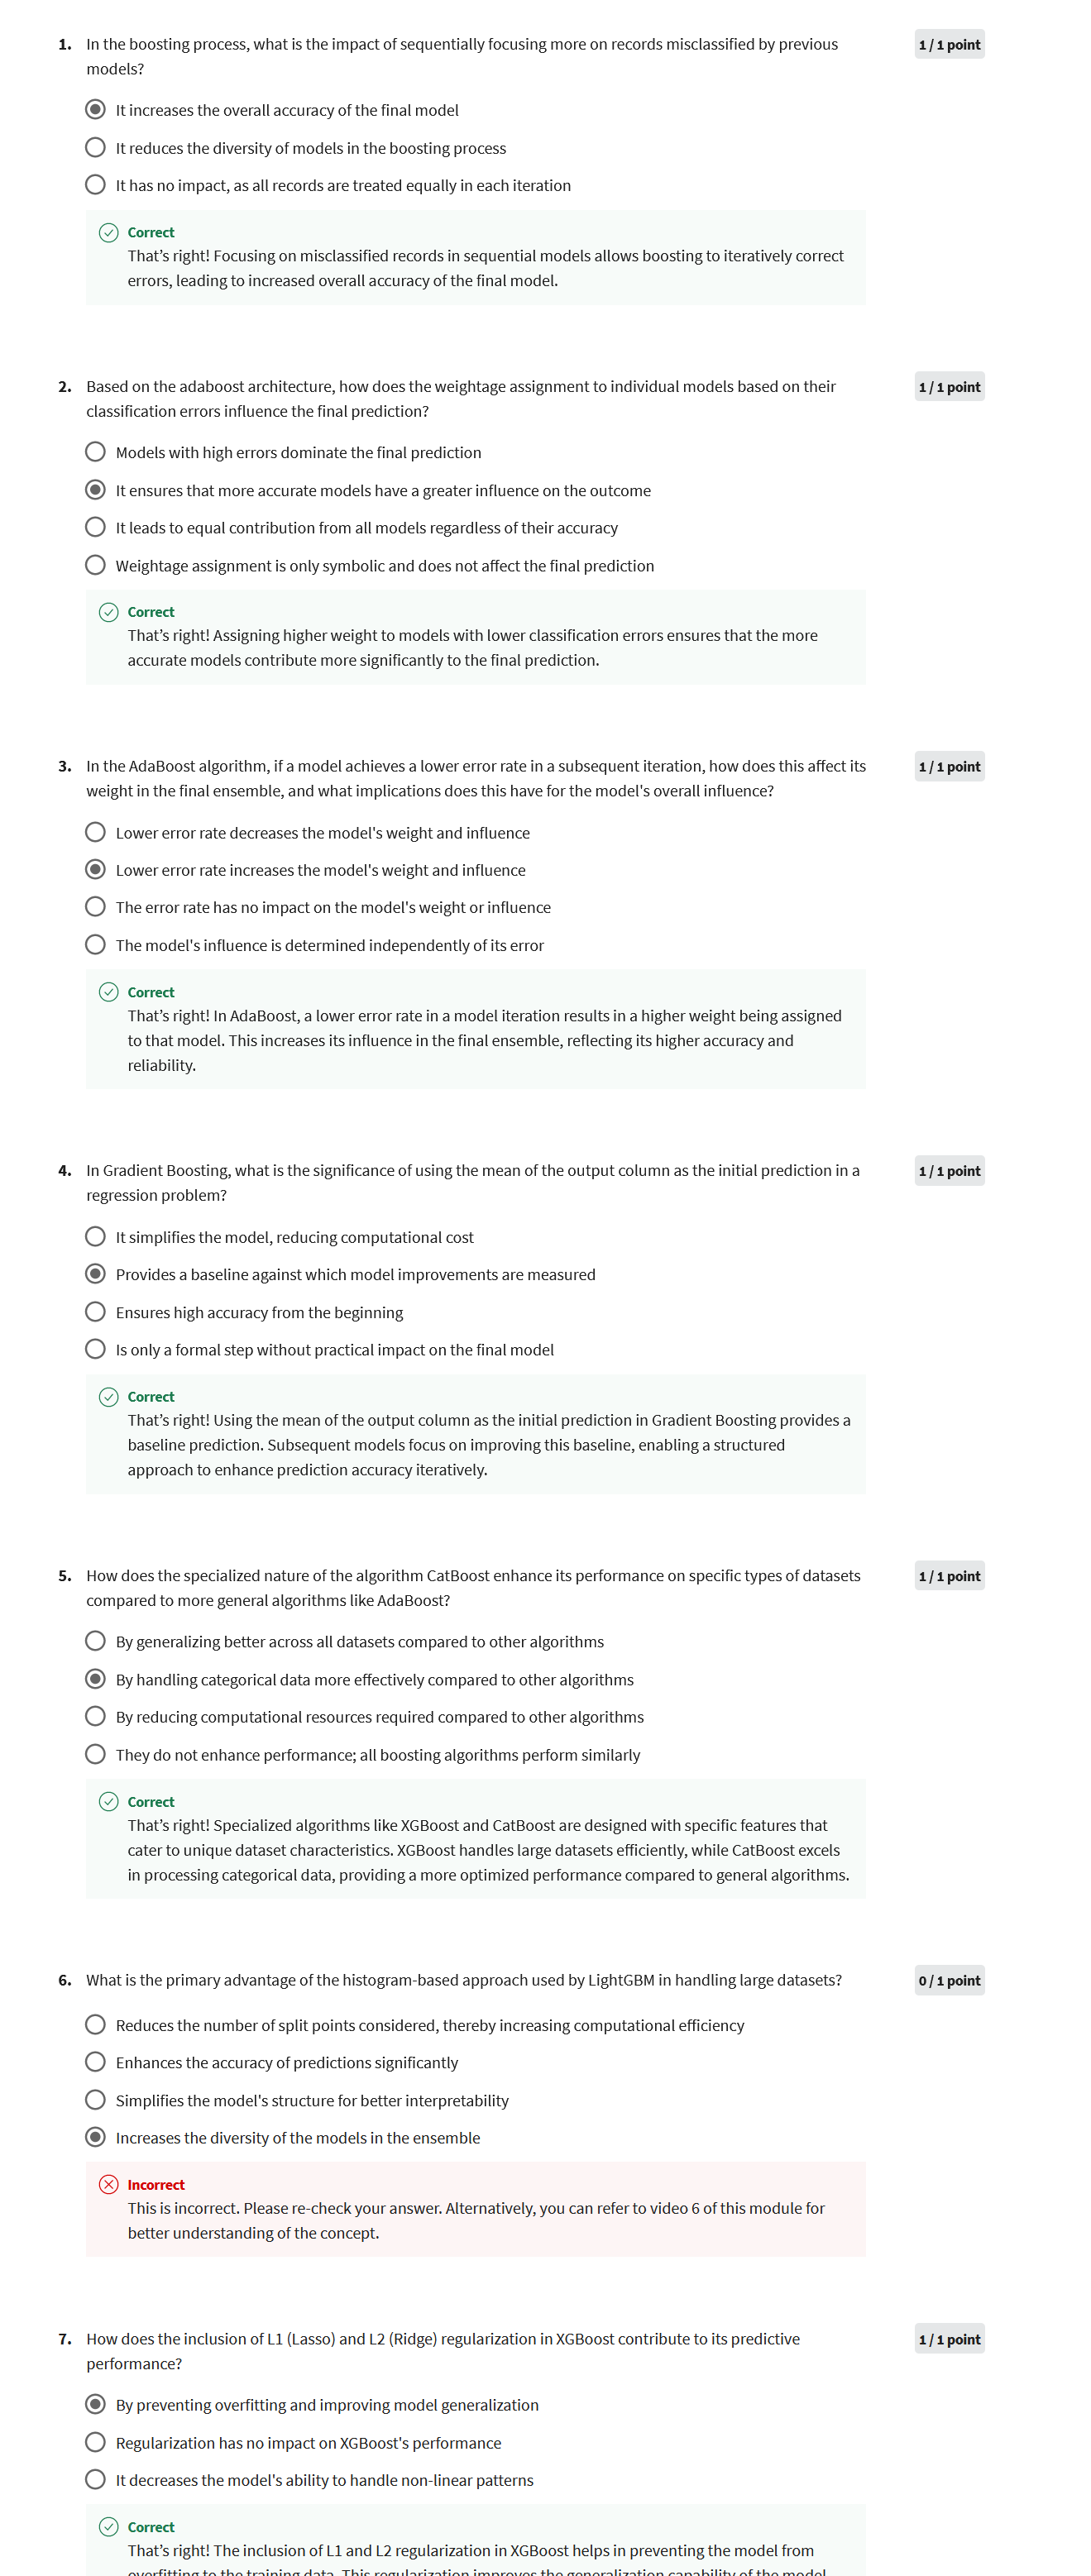 1. In the boosting process, what is the impact of sequentially focusing more on records misclassified by previous 1 / 1 point
models?
It increases the overall accuracy of the final model
It reduces the diversity of models in the boosting process
It has no impact, as all records are treated equally in each iteration
Correct
That’s right! Focusing on misclassified records in sequential models allows boosting to iteratively correct
errors, leading to increased overall accuracy of the final model.
2. Based on the adaboost architecture, how does the weightage assignment to individual models based on their 1 / 1 point
classification errors influence the final prediction?
Models with high errors dominate the final prediction
It ensures that more accurate models have a greater influence on the outcome
It leads to equal contribution from all models regardless of their accuracy
Weightage assignment is only symbolic and does not affect the final prediction
Correct
That’s right! Assigning higher weight to models with lower classification errors ensures that the more
accurate models contribute more significantly to the final prediction.
3. In the AdaBoost algorithm, if a model achieves a lower error rate in a subsequent iteration, how does this affect its 1 / 1 point
weight in the final ensemble, and what implications does this have for the model's overall influence?
Lower error rate decreases the model's weight and influence
Lower error rate increases the model's weight and influence
The error rate has no impact on the model's weight or influence
The model's influence is determined independently of its error
Correct
That’s right! In AdaBoost, a lower error rate in a model iteration results in a higher weight being assigned
to that model. This increases its influence in the final ensemble, reflecting its higher accuracy and
reliability.
4. In Gradient Boosting, what is the significance of using the mean of the output column as the initial prediction in a 1 / 1 point
regression problem?
It simplifies the model, reducing computational cost
Provides a baseline against which model improvements are measured
Ensures high accuracy from the beginning
Is only a formal step without practical impact on the final model
Correct
That’s right! Using the mean of the output column as the initial prediction in Gradient Boosting provides a
baseline prediction. Subsequent models focus on improving this baseline, enabling a structured
approach to enhance prediction accuracy iteratively.
5. How does the specialized nature of the algorithm CatBoost enhance its performance on specific types of datasets 1 / 1 point
compared to more general algorithms like AdaBoost?
By generalizing better across all datasets compared to other algorithms
By handling categorical data more effectively compared to other algorithms
By reducing computational resources required compared to other algorithms
They do not enhance performance; all boosting algorithms perform similarly
Correct
That’s right! Specialized algorithms like XGBoost and CatBoost are designed with specific features that
cater to unique dataset characteristics. XGBoost handles large datasets efficiently, while CatBoost excels
in processing categorical data, providing a more optimized performance compared to general algorithms.
6. What is the primary advantage of the histogram-based approach used by LightGBM in handling large datasets? 0 / 1 point
Reduces the number of split points considered, thereby increasing computational efficiency
Enhances the accuracy of predictions significantly
Simplifies the model's structure for better interpretability
Increases the diversity of the models in the ensemble
Incorrect
This is incorrect. Please re-check your answer. Alternatively, you can refer to video 6 of this module for
better understanding of the concept.
7. How does the inclusion of L1 (Lasso) and L2 (Ridge) regularization in XGBoost contribute to its predictive 1 / 1 point
performance?
By preventing overfitting and improving model generalization
Regularization has no impact on XGBoost's performance
It decreases the model's ability to handle non-linear patterns
Correct
That’s right! The inclusion of L1 and L2 regularization in XGBoost helps in preventing the model from
overfitting to the training data. This regularization improves the generalization capability of the model